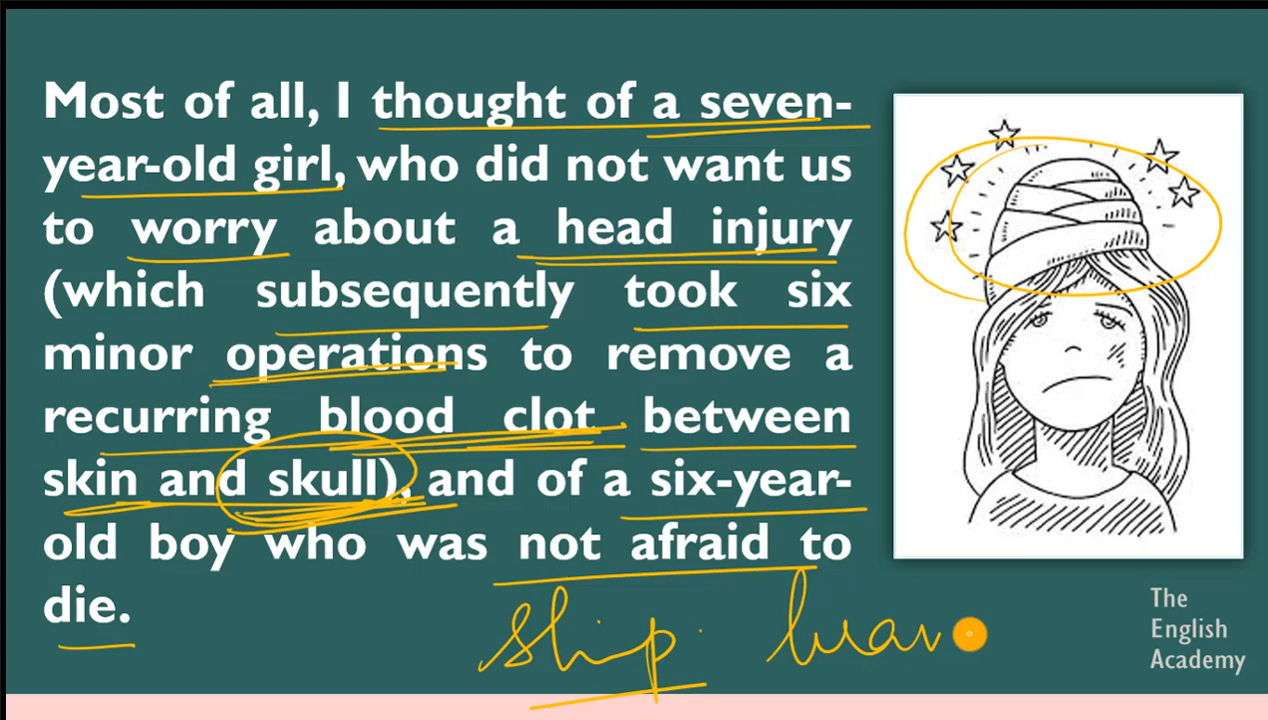 Most of all, I thought of a seven-
year-old girl, who did not want us
to worry about a head injury
(which subsequently took six
minor operations to remove a
recurring blood clot between
skin and skull), and of a six-year-
old boy who was not afraid to
die.
ship
The
English
Academy